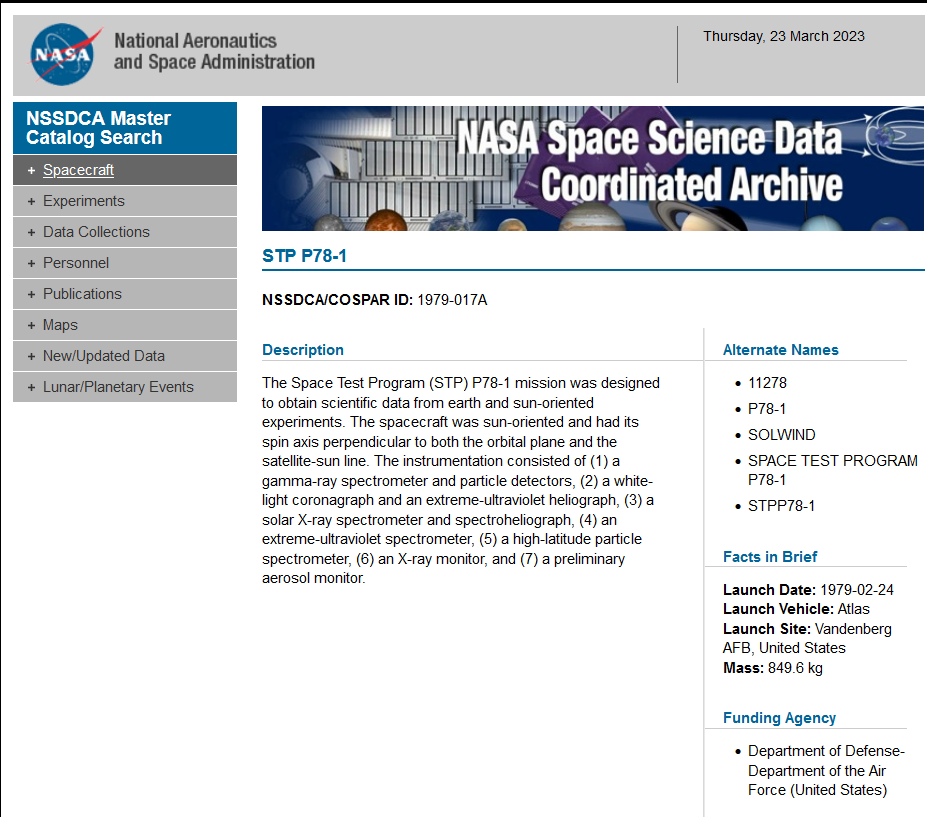 NASA
National Aeronautics
and Space Administration
Thursday, 23 March 2023
NSSDCA Master
Catalog Search
+ Spacecraft
+ Experiments
+ Data Collections
+ Personnel
+ Publications
+ Maps
+ New/Updated Data
+ Lunar/Planetary Events
NASA Space Science Data
Coordinated Archive
STP P78-1
NSSDCA/COSPAR ID: 1979-017A
Description
The Space Test Program (STP) P78-1 mission was designed
to obtain scientific data from earth and sun-oriented
experiments. The spacecraft was sun-oriented and had its
spin axis perpendicular to both the orbital plane and the
satellite-sun line. The instrumentation consisted of (1) a
gamma-ray spectrometer and particle detectors, (2) a white-
light coronagraph and an extreme-ultraviolet heliograph, (3) a
solar X-ray spectrometer and spectroheliograph, (4) an
extreme-ultraviolet spectrometer, (5) a high-latitude particle
spectrometer, (6) an X-ray monitor, and (7) a preliminary
aerosol monitor.
Alternate Names
• 11278
• P78-1
• SOLWIND
• SPACE TEST PROGRAM
P78-1
• STPP78-1
Facts in Brief
Launch Date: 1979-02-24
Launch Vehicle: Atlas
Launch Site: Vandenberg
AFB, United States
Mass: 849.6 kg
Funding Agency
• Department of Defense-
Department of the Air
Force (United States)